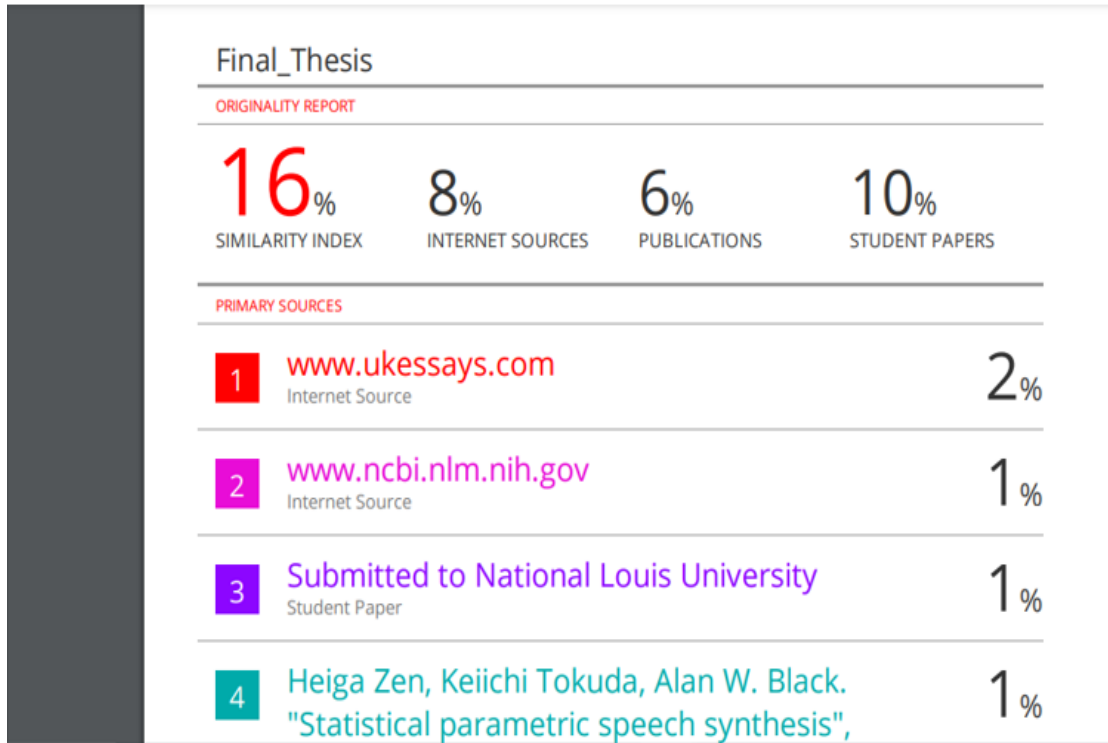 Final_Thesis
ORIGINALITY REPORT
16%
8%
6%
10%
SIMILARITY INDEX
INTERNET SOURCES
PUBLICATIONS
STUDENT PAPERS
PRIMARY SOURCES
1
www.ukessays.com
Internet Source
2%
2
www.ncbi.nlm.nih.gov
Internet Source
1%
3
Submitted to National Louis University
Student Paper
1%
4
Heiga Zen, Keiichi Tokuda, Alan W. Black.
"Statistical parametric speech synthesis",
1%